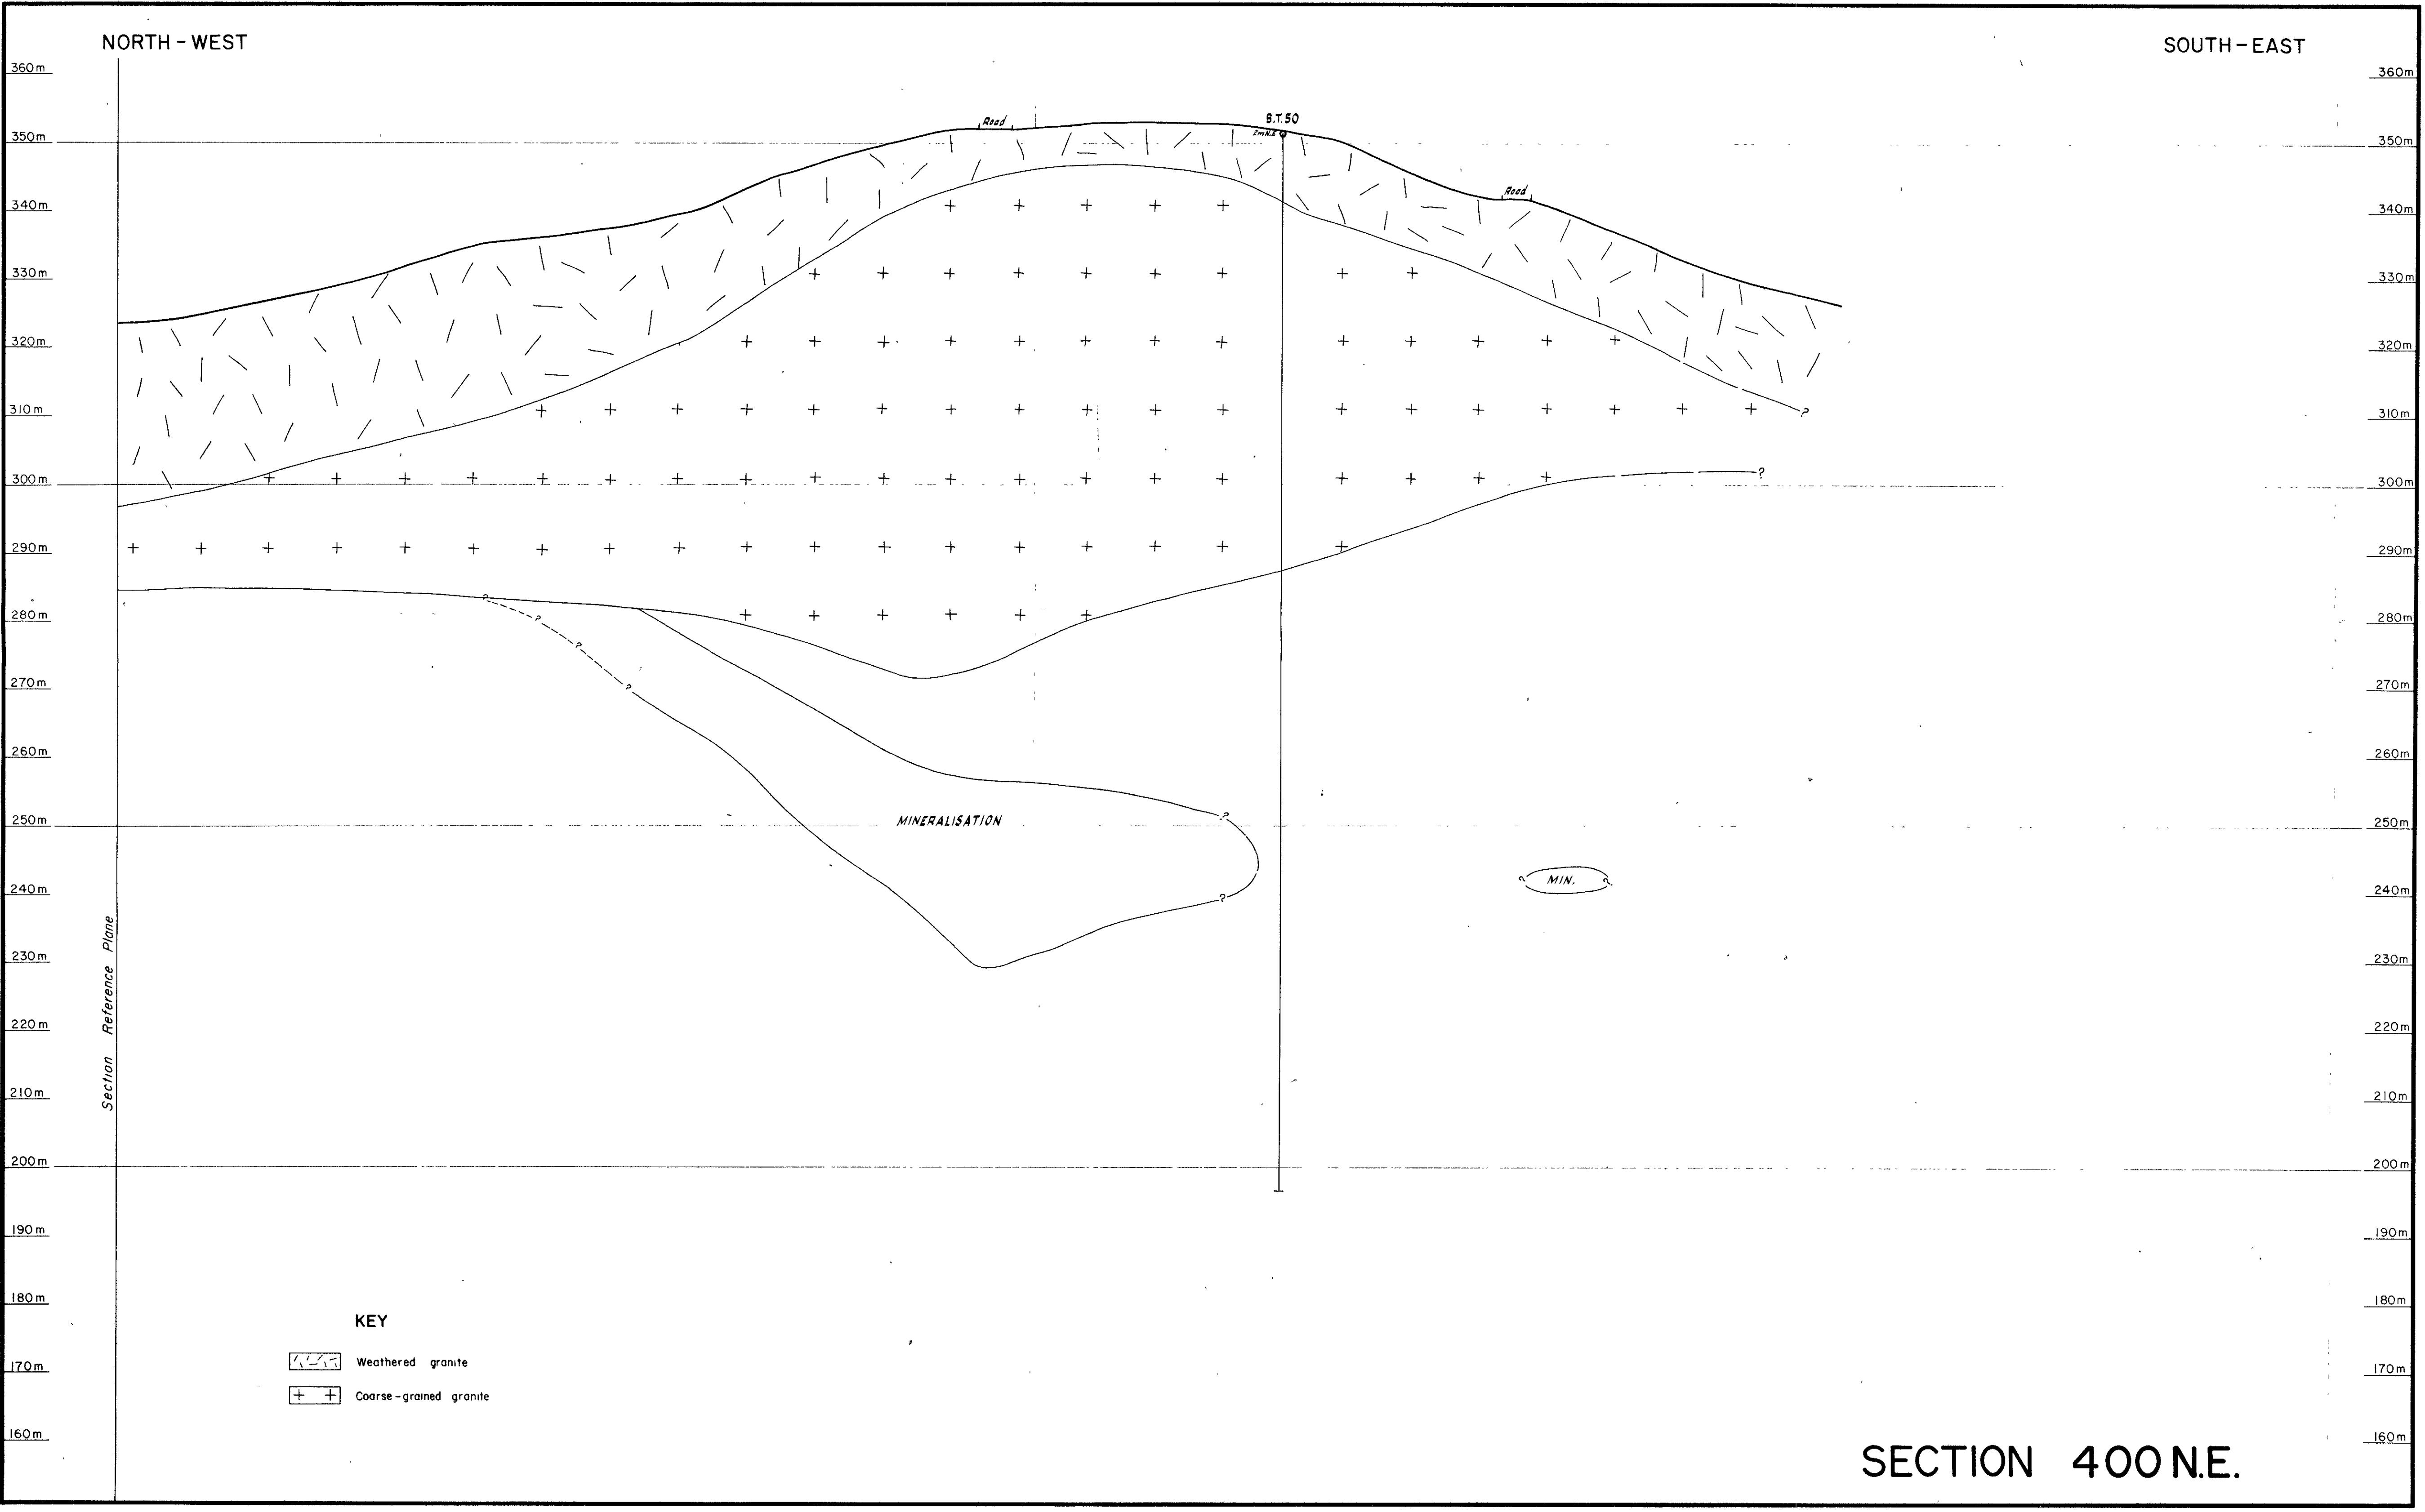 NORTH - WEST
SOUTH - EAST
360m
360m
Road
B.T.50
2m N.E
350m
350m
Road
340m
340m
330m
330m
320m
320m
310m
310m
?
300m
300m
?
290m
290m
?
280m
280m
?
?
270m
270m
?
260m
260m
250m
250m
MINERALISATION
?
240m
240m
? MIN. ?
?
230m
230m
Section Reference Plane
220m
220m
210m
210m
200m
200m
190m
190m
180m
180m
KEY
Weathered granite
170m
170m
Coarse-grained granite
160m
160m
SECTION 400 N.E.